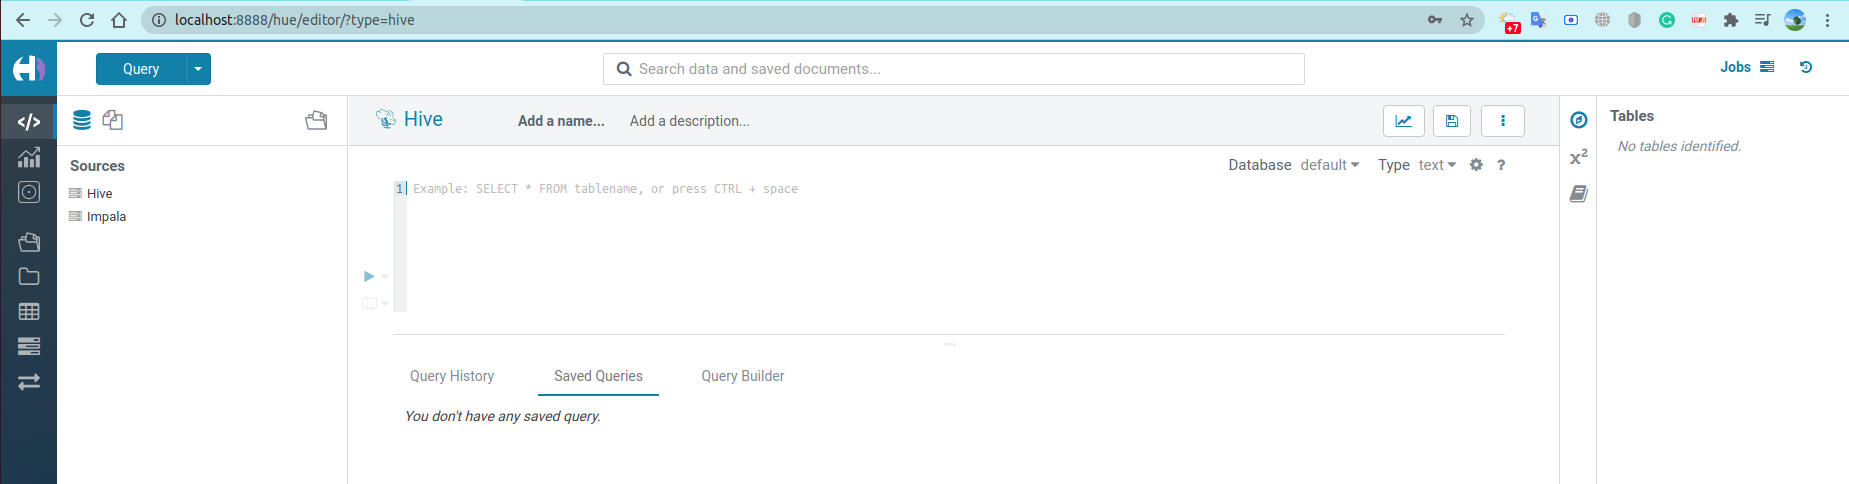 localhost:8888/hue/editor/?type=hive
+7
Query
Search data and saved documents...
Jobs
Hive
Add a name...
Add a description...
Tables
No tables identified.
Sources
Hive
Impala
Database default
Type text
?
x²
1 Example: SELECT * FROM tablename, or press CTRL + space
Query History
Saved Queries
Query Builder
You don't have any saved query.